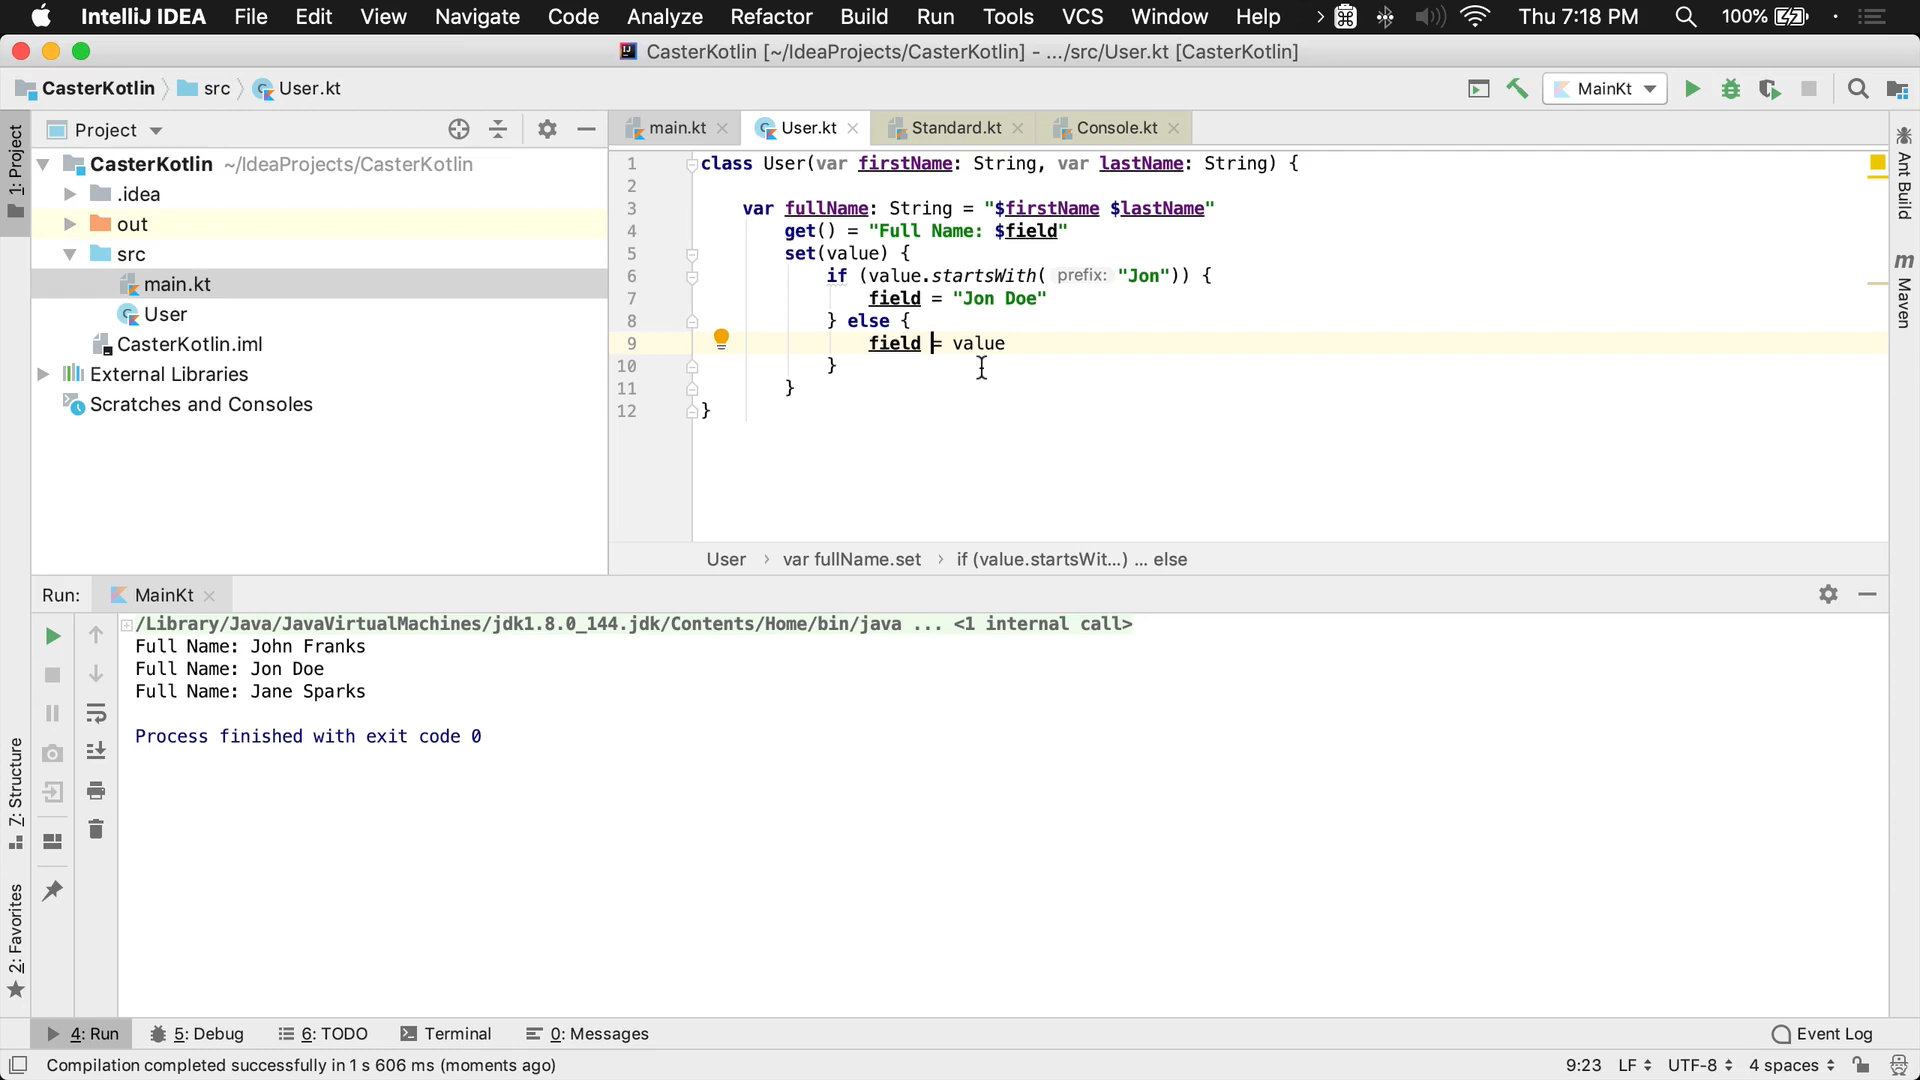 IntelliJ IDEA File Edit View Navigate Code Analyze Refactor Build Run Tools VCS Window Help Thu 7:18 PM 100%
CasterKotlin [~/IdeaProjects/CasterKotlin] - .../src/User.kt [CasterKotlin]
CasterKotlin src User.kt MainKt
1: Project
Project
CasterKotlin ~/IdeaProjects/CasterKotlin
.idea
out
src
main.kt
User
CasterKotlin.iml
External Libraries
Scratches and Consoles
main.kt User.kt Standard.kt Console.kt
1 class User(var firstName: String, var lastName: String) {
2
3 var fullName: String = "$firstName $lastName"
4 get() = "Full Name: $field"
5 set(value) {
6 if (value.startsWith( prefix: "Jon")) {
7 field = "Jon Doe"
8 } else {
9 field = value
10 }
11 }
12 }
User › var fullName.set › if (value.startsWit...) ... else
Ant Build
m Maven
Run: MainKt
/Library/Java/JavaVirtualMachines/jdk1.8.0_144.jdk/Contents/Home/bin/java ... <1 internal call>
Full Name: John Franks
Full Name: Jon Doe
Full Name: Jane Sparks
Process finished with exit code 0
7: Structure
2: Favorites
4: Run 5: Debug 6: TODO Terminal 0: Messages Event Log
Compilation completed successfully in 1 s 606 ms (moments ago) 9:23 LF UTF-8 4 spaces